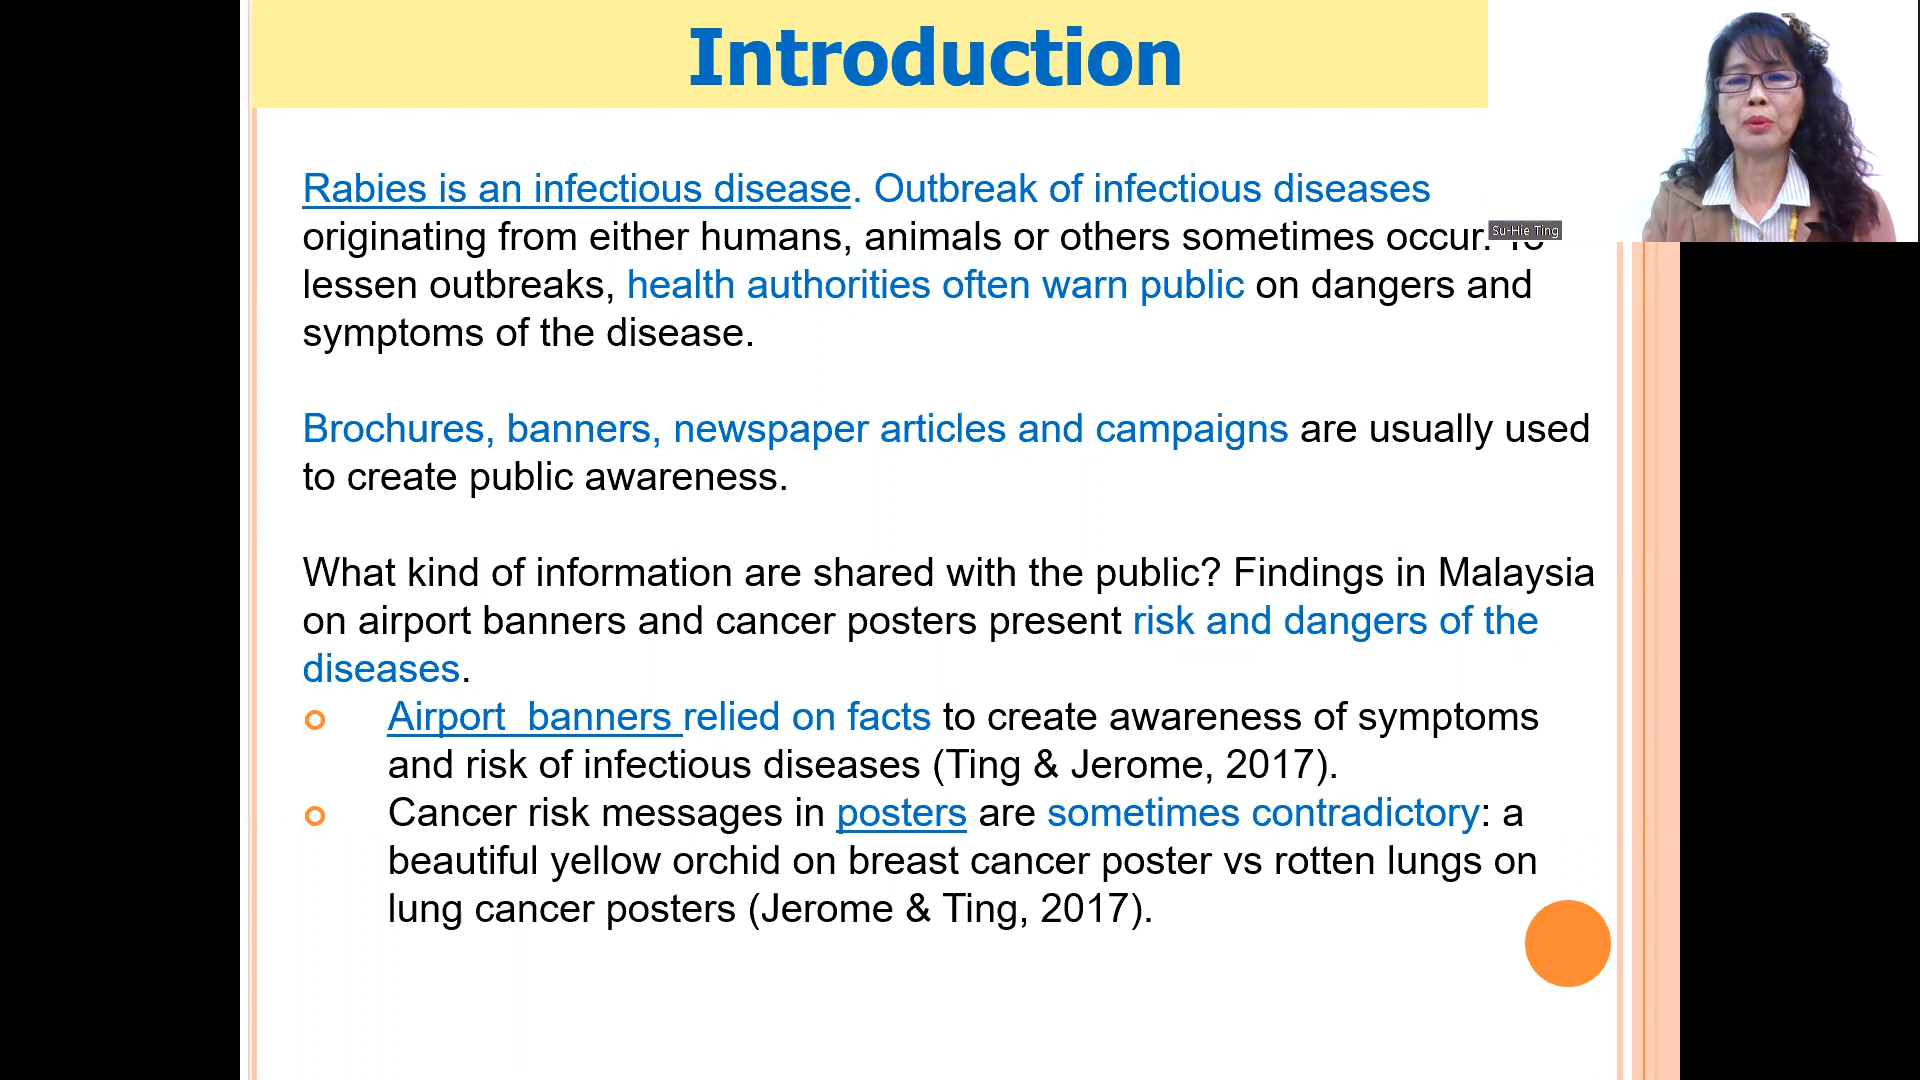 Introduction
Rabies is an infectious disease. Outbreak of infectious diseases
originating from either humans, animals or others sometimes occur. To
Su-Hie Ting
lessen outbreaks, health authorities often warn public on dangers and
symptoms of the disease.
Brochures, banners, newspaper articles and campaigns are usually used
to create public awareness.
What kind of information are shared with the public? Findings in Malaysia
on airport banners and cancer posters present risk and dangers of the
diseases.
Airport banners relied on facts to create awareness of symptoms
and risk of infectious diseases (Ting & Jerome, 2017).
Cancer risk messages in posters are sometimes contradictory: a
beautiful yellow orchid on breast cancer poster vs rotten lungs on
lung cancer posters (Jerome & Ting, 2017).